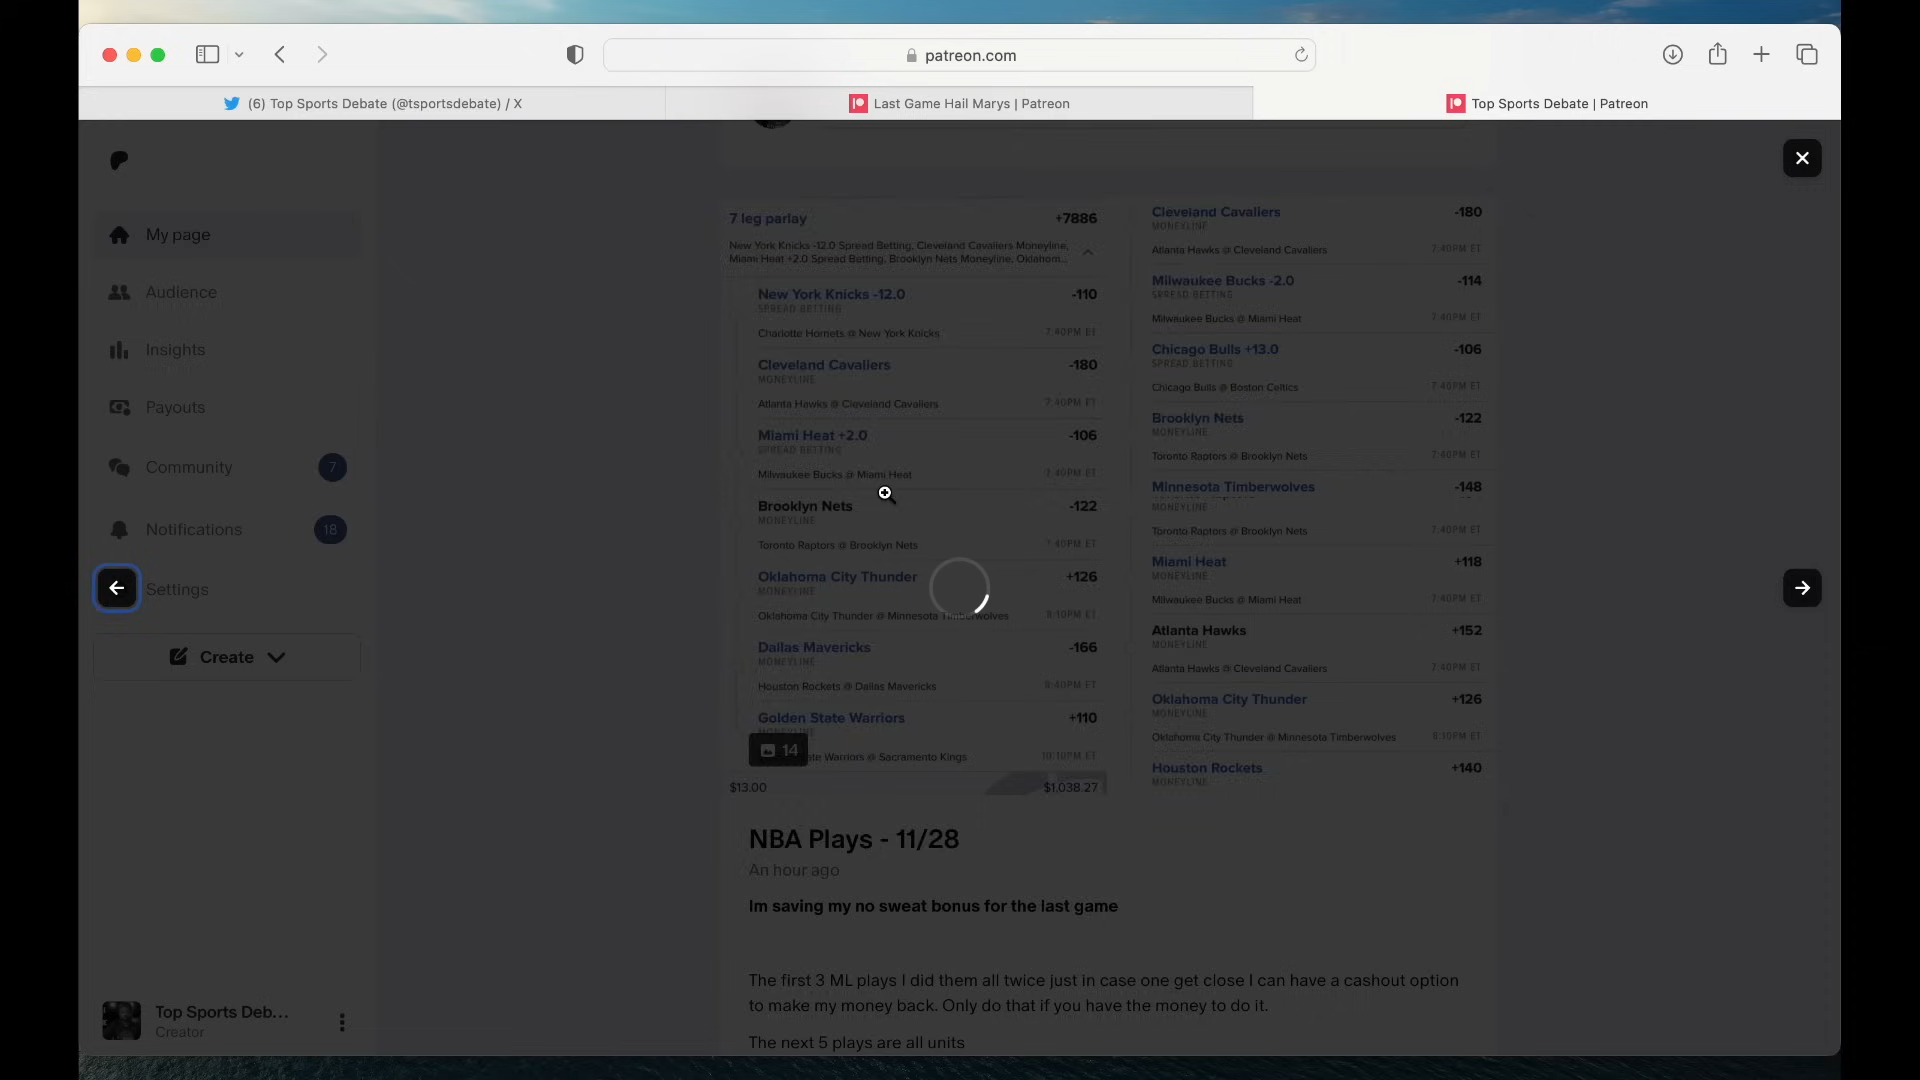 patreon.com
(6) Top Sports Debate (@tsportsdebate) / X
Last Game Hail Marys | Patreon
Top Sports Debate | Patreon
My page
Audience
Insights
Payouts
Community 7
Notifications 18
Settings
Create
Top Sports Deb...
Creator
7 leg parlay +7886
New York Knicks -12.0 Spread Betting, Cleveland Cavaliers Moneyline,
Miami Heat +2.0 Spread Betting, Brooklyn Nets Moneyline, Oklahom...
New York Knicks -12.0 -110
SPREAD BETTING
Charlotte Hornets @ New York Knicks 7:40PM ET
Cleveland Cavaliers -180
MONEYLINE
Atlanta Hawks @ Cleveland Cavaliers 7:40PM ET
Miami Heat +2.0 -106
SPREAD BETTING
Milwaukee Bucks @ Miami Heat 7:40PM ET
Brooklyn Nets -122
MONEYLINE
Toronto Raptors @ Brooklyn Nets 7:40PM ET
Oklahoma City Thunder +126
MONEYLINE
Oklahoma City Thunder @ Minnesota Timberwolves 8:10PM ET
Dallas Mavericks -166
MONEYLINE
Houston Rockets @ Dallas Mavericks 8:40PM ET
Golden State Warriors +110
MONEYLINE
14
Warriors @ Sacramento Kings 10:10PM ET
$13.00 $1,038.27
Cleveland Cavaliers -180
MONEYLINE
Atlanta Hawks @ Cleveland Cavaliers 7:40PM ET
Milwaukee Bucks -2.0 -114
SPREAD BETTING
Milwaukee Bucks @ Miami Heat 7:40PM ET
Chicago Bulls +13.0 -106
SPREAD BETTING
Chicago Bulls @ Boston Celtics 7:40PM ET
Brooklyn Nets -122
MONEYLINE
Toronto Raptors @ Brooklyn Nets 7:40PM ET
Minnesota Timberwolves -148
MONEYLINE
Toronto Raptors @ Brooklyn Nets 7:40PM ET
Miami Heat +118
MONEYLINE
Milwaukee Bucks @ Miami Heat 7:40PM ET
Atlanta Hawks +152
MONEYLINE
Atlanta Hawks @ Cleveland Cavaliers 7:40PM ET
Oklahoma City Thunder +126
MONEYLINE
Oklahoma City Thunder @ Minnesota Timberwolves 8:10PM ET
Houston Rockets +140
MONEYLINE
NBA Plays - 11/28
An hour ago
Im saving my no sweat bonus for the last game
The first 3 ML plays I did them all twice just in case one get close I can have a cashout option
to make my money back. Only do that if you have the money to do it.
The next 5 plays are all units